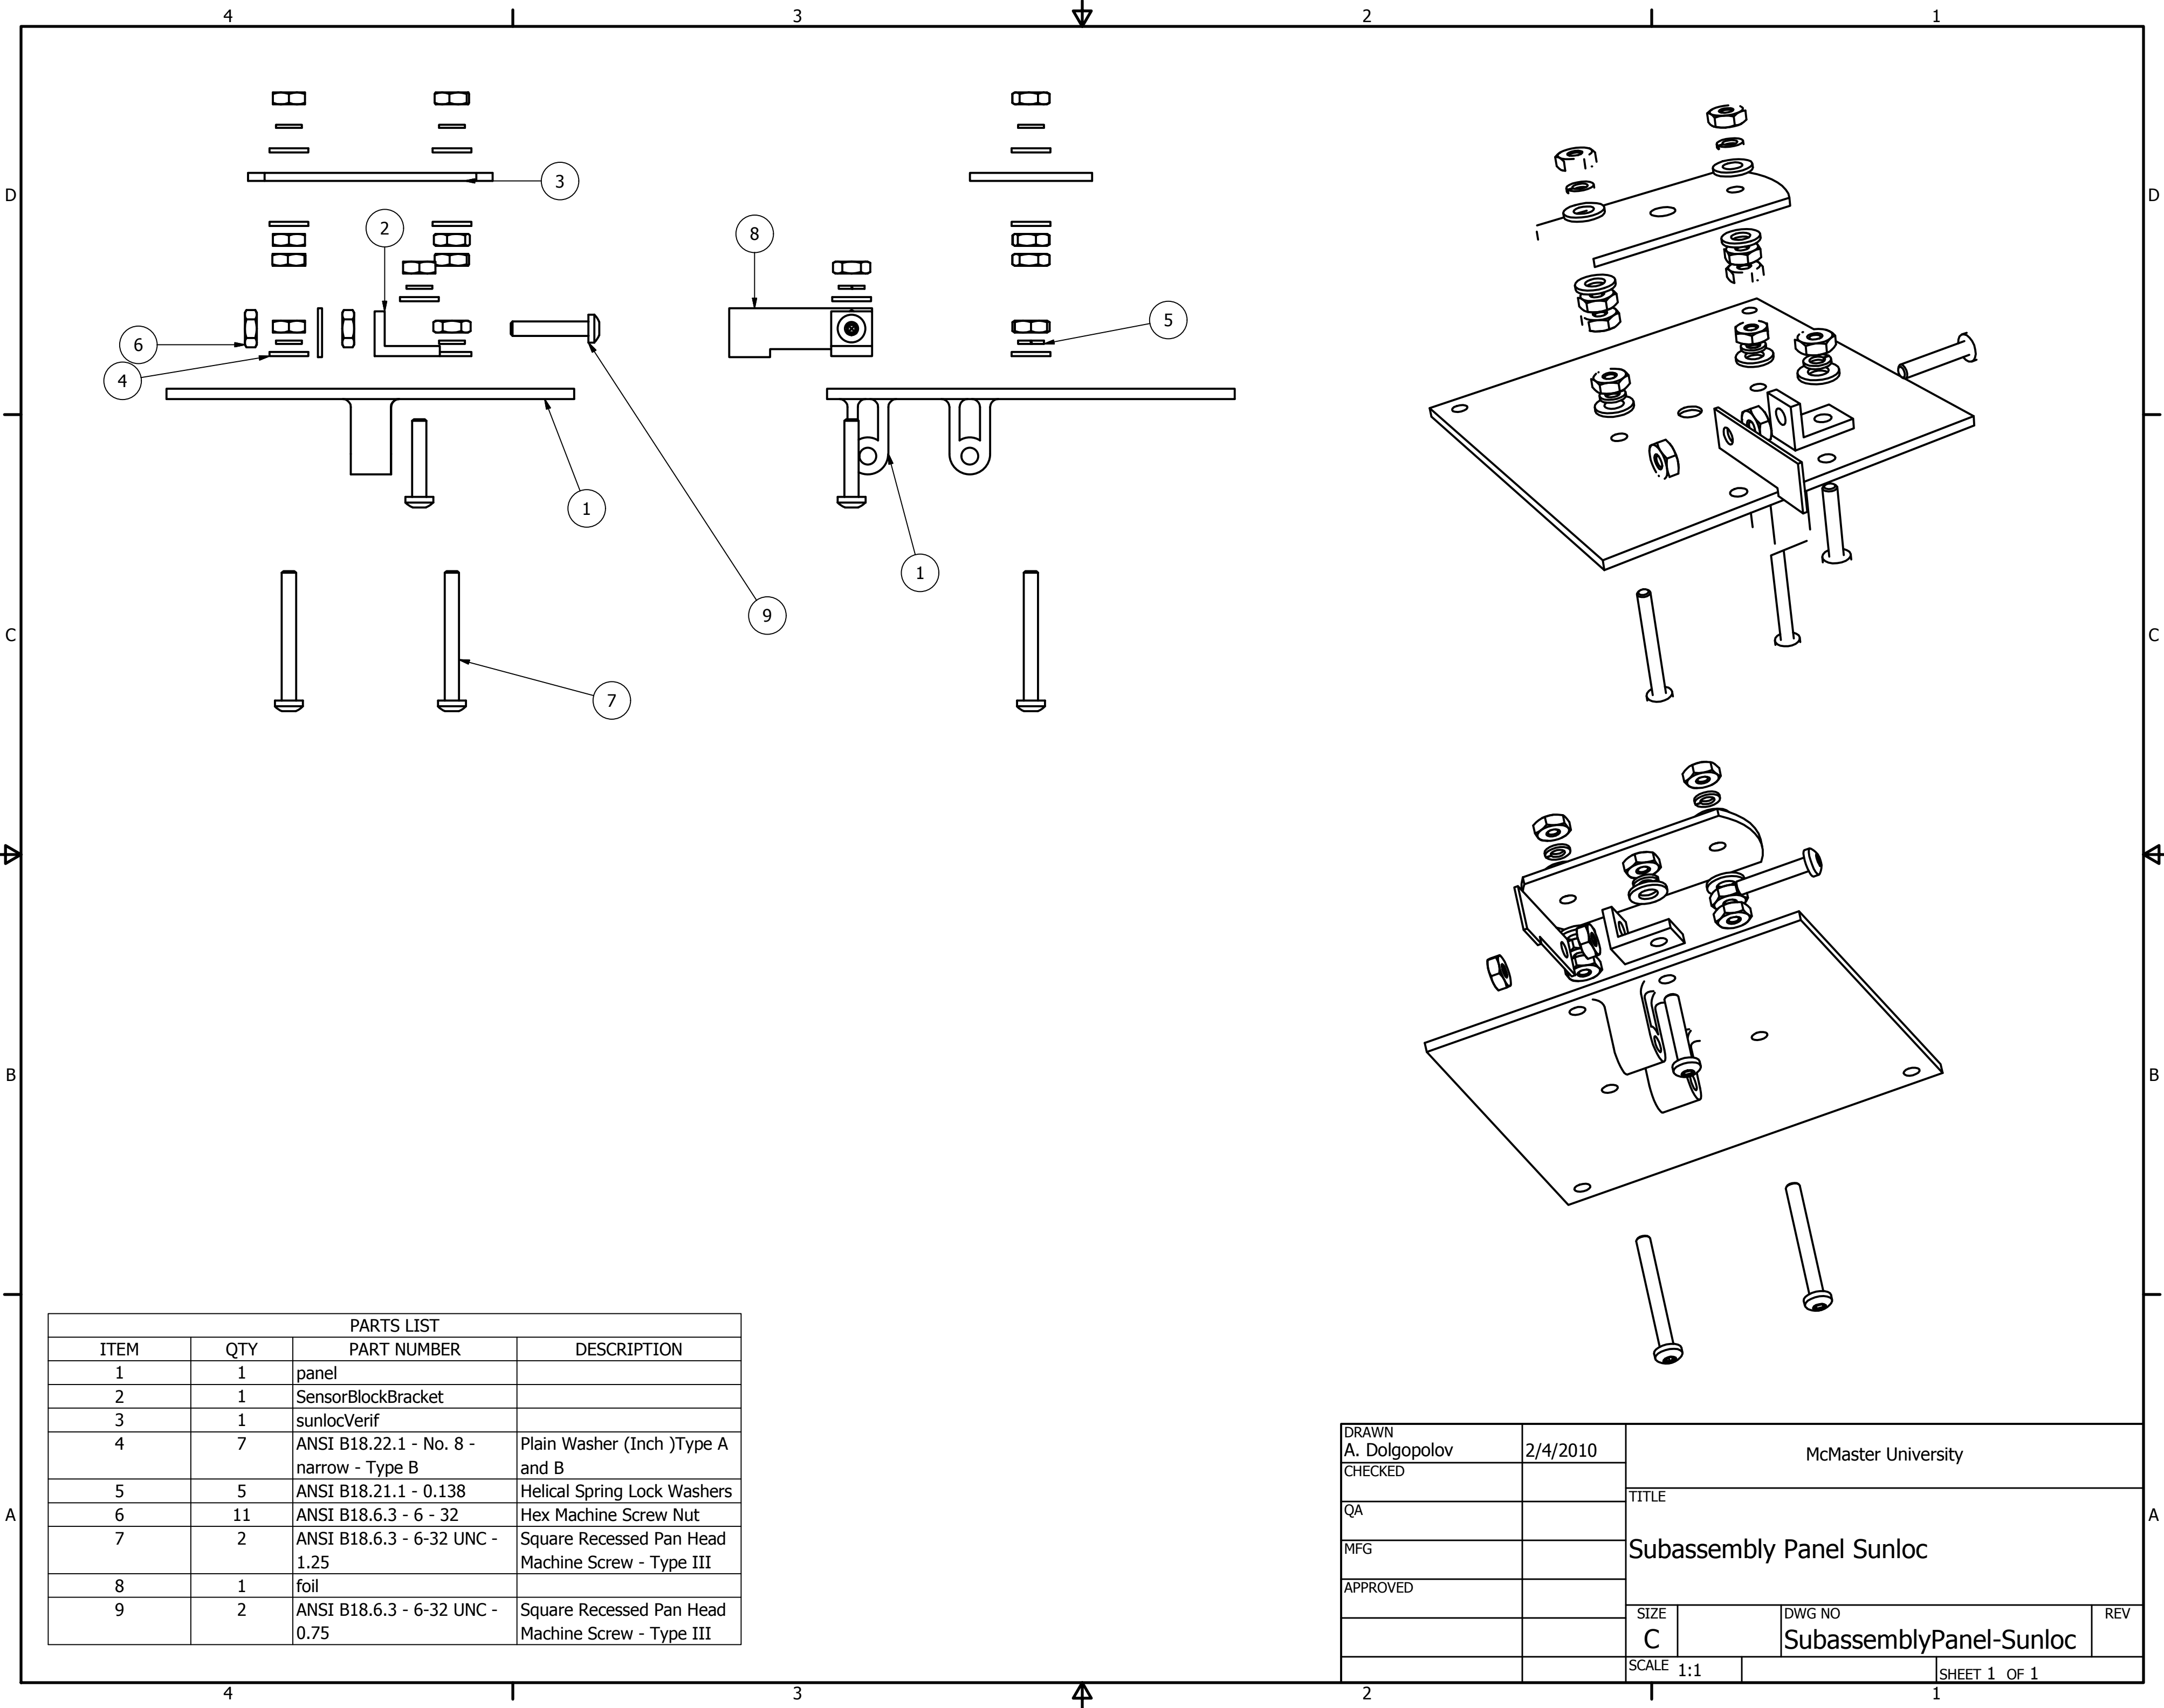 4 3 2 1
D D
3
2
8
5
6
4
1
1
9
7
C C
B B
PARTS LIST
ITEM QTY PART NUMBER DESCRIPTION
1 1 panel
2 1 SensorBlockBracket
3 1 sunlocVerif
4 7 ANSI B18.22.1 - No. 8 - Plain Washer (Inch )Type A
narrow - Type B and B
5 5 ANSI B18.21.1 - 0.138 Helical Spring Lock Washers
6 11 ANSI B18.6.3 - 6 - 32 Hex Machine Screw Nut
7 2 ANSI B18.6.3 - 6-32 UNC - Square Recessed Pan Head
1.25 Machine Screw - Type III
8 1 foil
9 2 ANSI B18.6.3 - 6-32 UNC - Square Recessed Pan Head
0.75 Machine Screw - Type III
A A
DRAWN
A. Dolgopolov 2/4/2010
CHECKED
QA
MFG
APPROVED
McMaster University
TITLE
Subassembly Panel Sunloc
SIZE
C
DWG NO
SubassemblyPanel-Sunloc
REV
SCALE 1:1
SHEET 1 OF 1
4 3 2 1